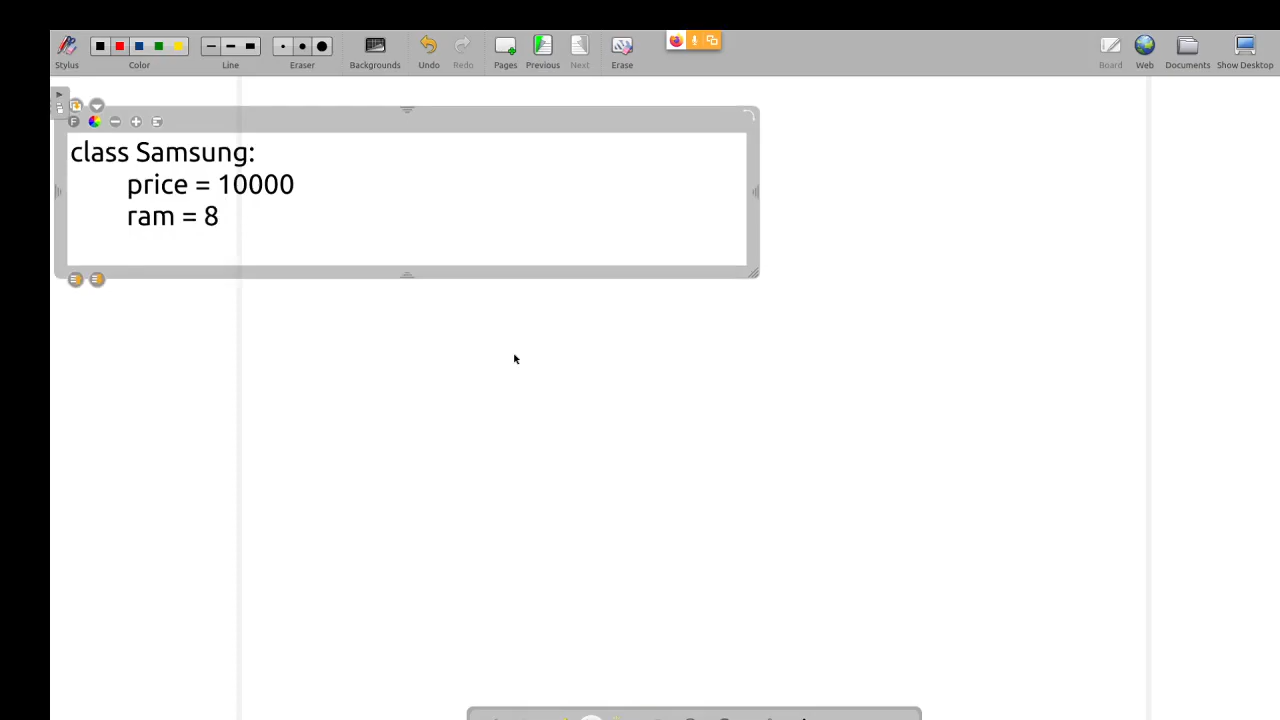 Stylus Color Line Eraser Backgrounds Undo Redo Pages Previous Next Erase Board Web Documents Show Desktop
F
class Samsung:
price = 10000
ram = 8